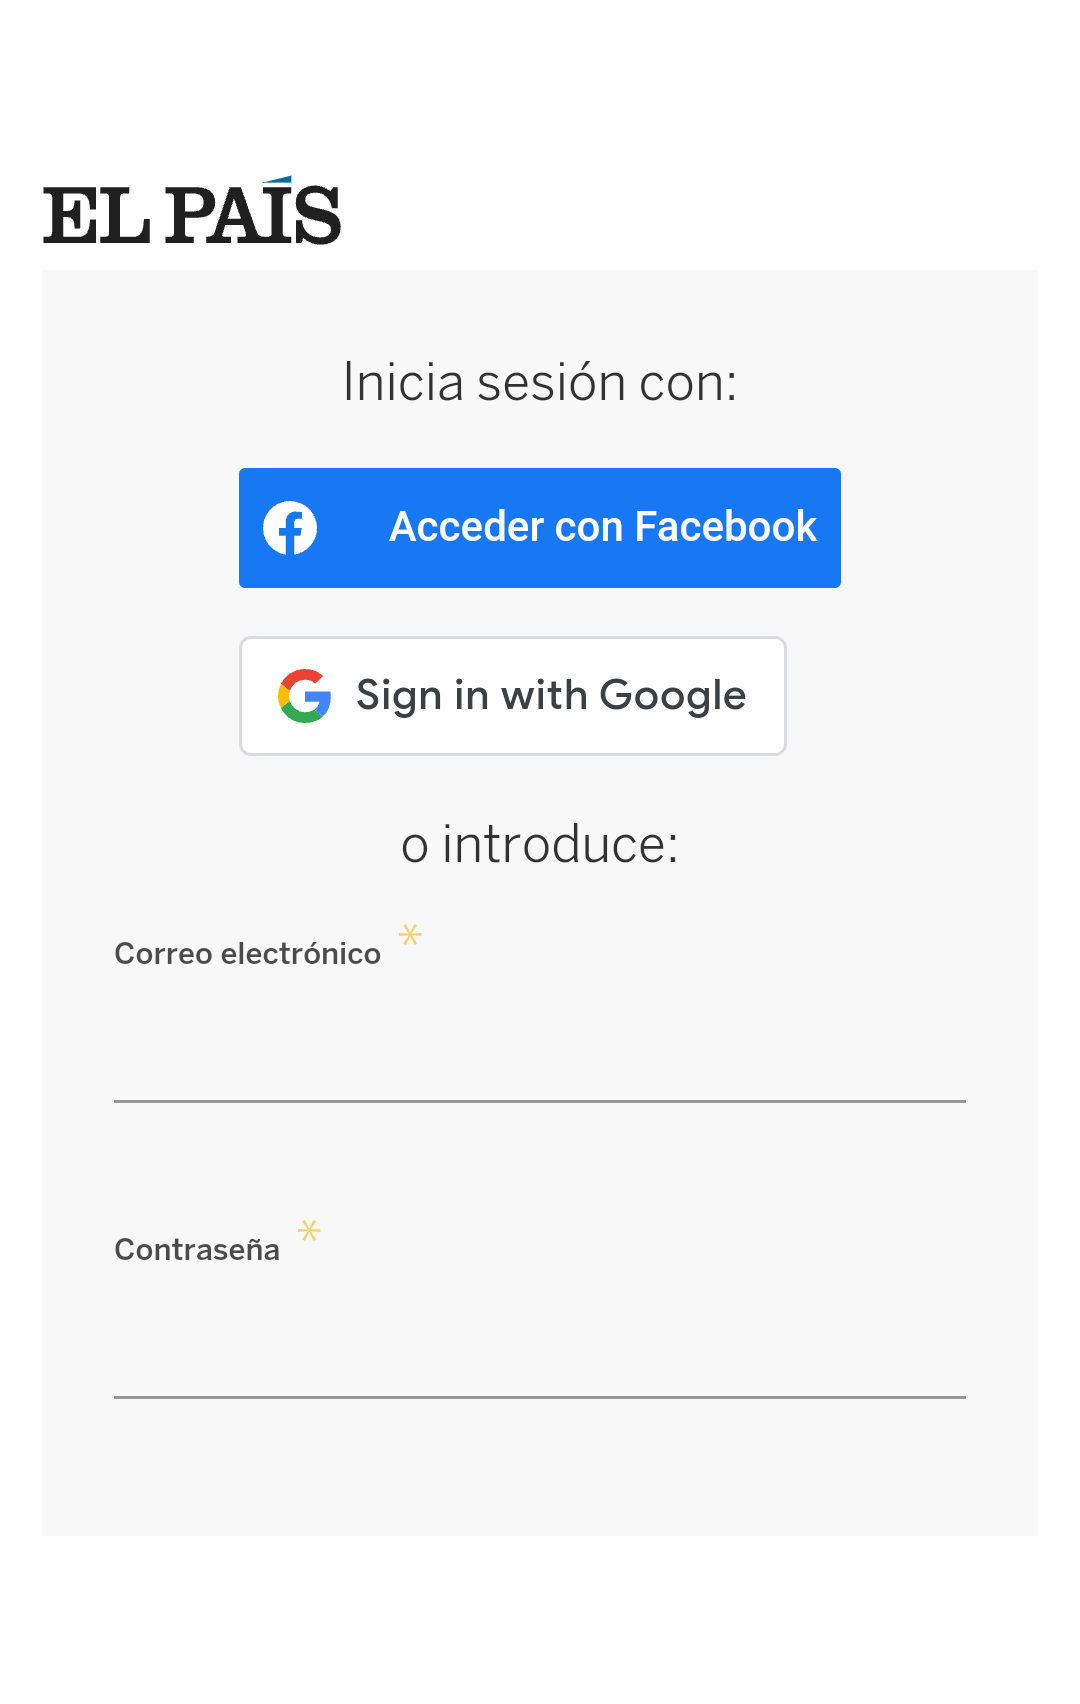 EL PAÍS
Inicia sesión con:
Acceder con Facebook
Sign in with Google
o introduce:
Correo electrónico *
Contraseña *